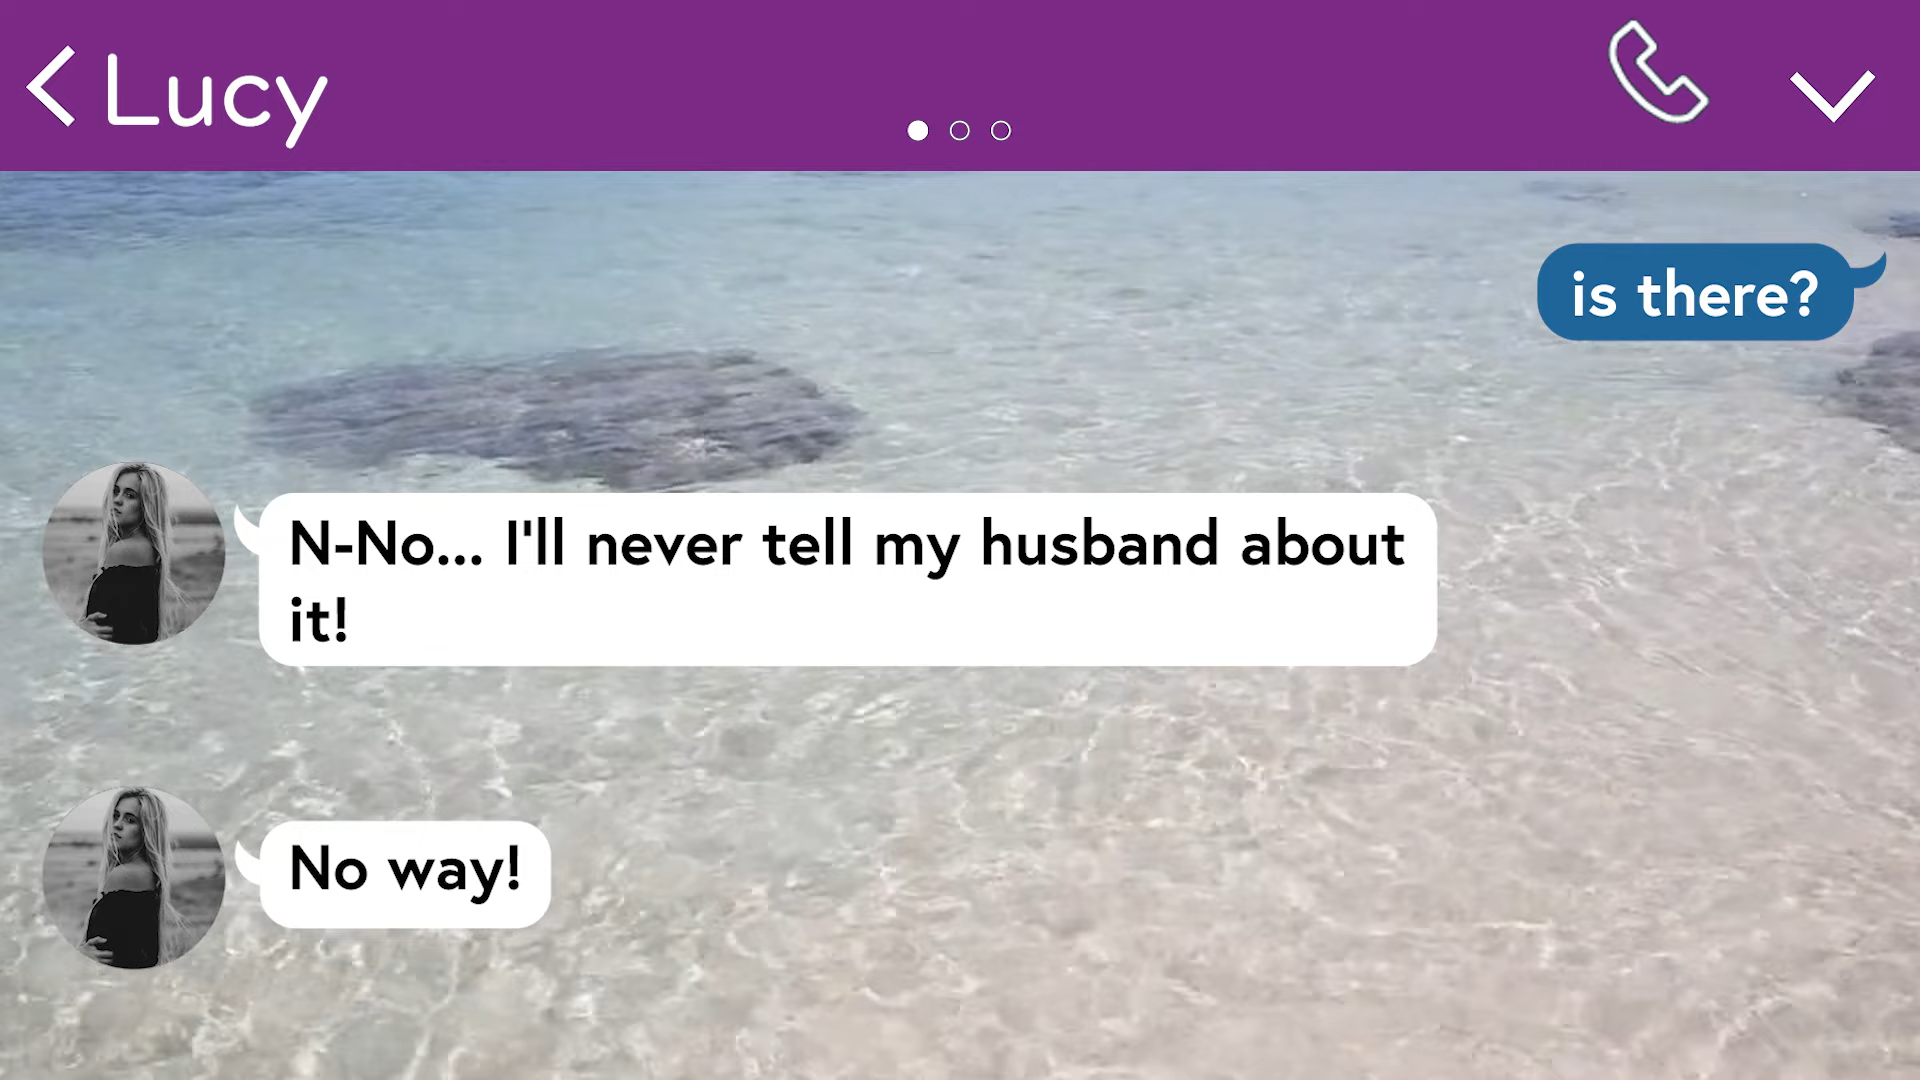 Lucy
is there?
N-No... I'll never tell my husband about
it!
No way!